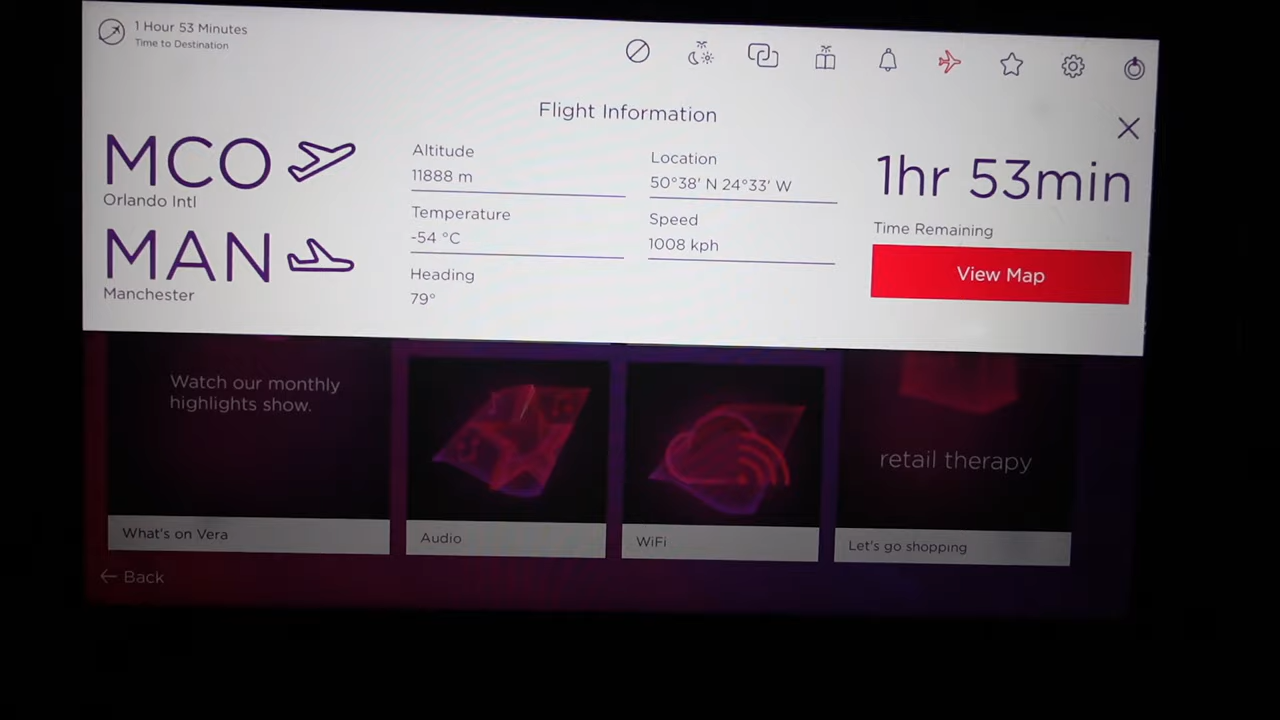 1 Hour 53 Minutes
Time to Destination
Flight Information
MCO
Orlando Intl
MAN
Manchester
Altitude
11888 m
Temperature
-54 °C
Heading
79°
Location
50°38' N 24°33' W
Speed
1008 kph
1hr 53min
Time Remaining
View Map
Watch our monthly
highlights show.
retail therapy
What's on Vera
Audio
WiFi
Let's go shopping
← Back